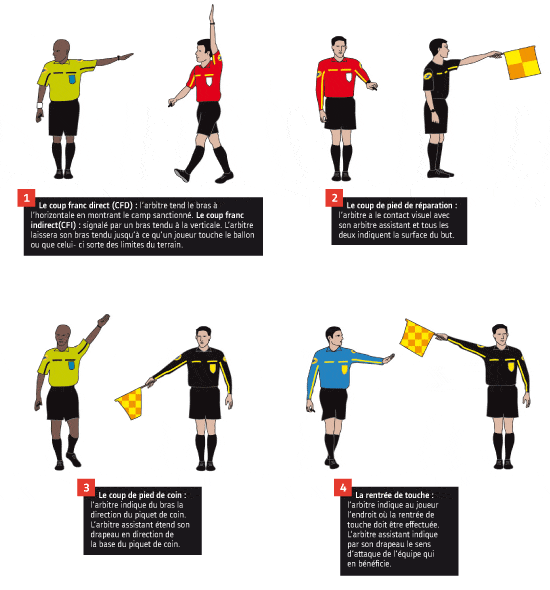 1
Le coup franc direct (CFD) : l'arbitre tend le bras à
l'horizontale en montrant le camp sanctionné. Le coup franc
indirect(CFI) : signalé par un bras tendu à la verticale. L'arbitre
laissera son bras tendu jusqu'à ce qu'un joueur touche le ballon
ou que celui- ci sorte des limites du terrain.
2
Le coup de pied de réparation :
l'arbitre a le contact visuel avec
son arbitre assistant et tous les
deux indiquent la surface du but.
3
Le coup de pied de coin :
l'arbitre indique du bras la
direction du piquet de coin.
L'arbitre assistant étend son
drapeau en direction de
la base du piquet de coin.
4
La rentrée de touche :
l'arbitre indique au joueur
l'endroit où la rentrée de
touche doit être effectuée.
L'arbitre assistant indique
par son drapeau le sens
d'attaque de l'équipe qui
en bénéficie.